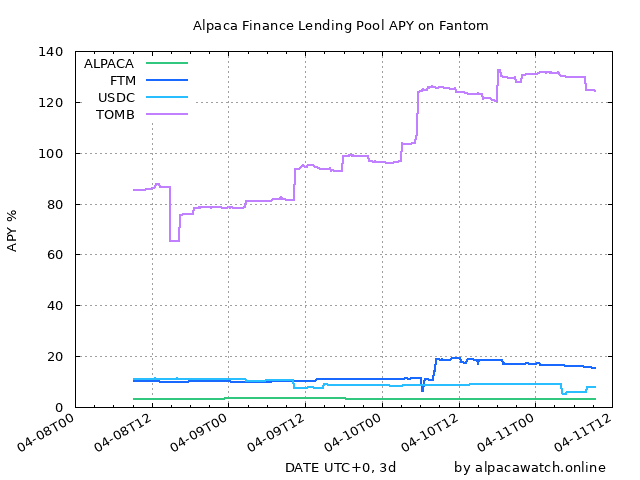 Alpaca Finance Lending Pool APY on Fantom
140
120
100
80
60
40
20
0
APY %
ALPACA
FTM
USDC
TOMB
04-08T00
04-08T12
04-09T00
04-09T12
04-10T00
04-10T12
04-11T00
04-11T12
DATE UTC+0, 3d
by alpacawatch.online